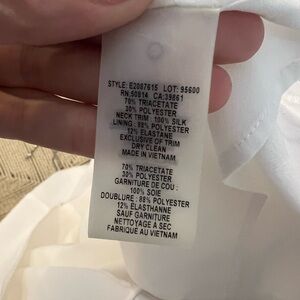 STYLE: E2087615 LOT: 95600
RN:50814 CA:39861
70% TRIACETATE
30% POLYESTER
NECK TRIM : 100% SILK
LINING : 88% POLYESTER
12% ELASTANE
EXCLUSIVE OF TRIM
DRY CLEAN
MADE IN VIETNAM
70% TRIACETATE
30% POLYESTER
GARNITURE DE COU :
100% SOIE
DOUBLURE : 88% POLYESTER
12% ELASTHANNE
SAUF GARNITURE
NETTOYAGE A SEC
FABRIQUE AU VIETNAM